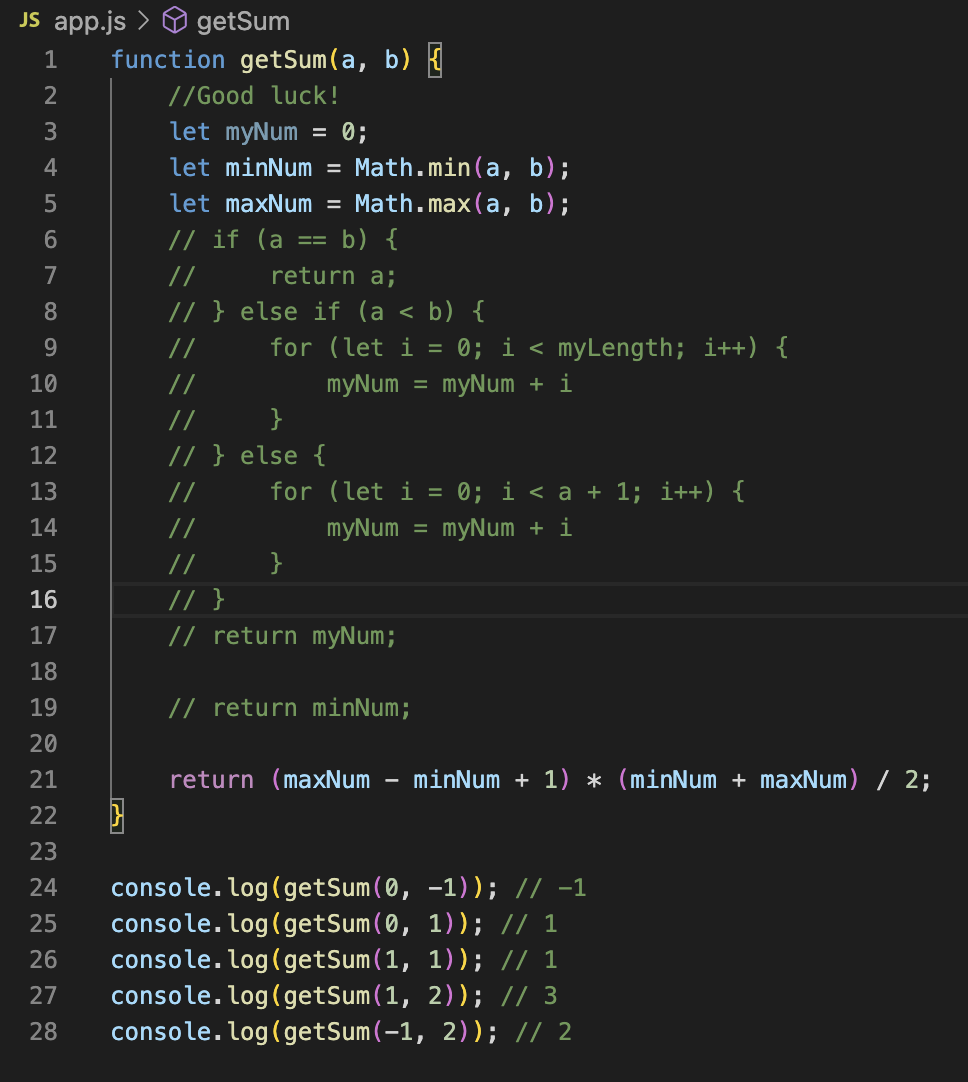 JS app.js > getSum
1 function getSum(a, b) {
2     //Good luck!
3     let myNum = 0;
4     let minNum = Math.min(a, b);
5     let maxNum = Math.max(a, b);
6     // if (a == b) {
7     //     return a;
8     // } else if (a < b) {
9     //     for (let i = 0; i < myLength; i++) {
10     //         myNum = myNum + i
11     //     }
12     // } else {
13     //     for (let i = 0; i < a + 1; i++) {
14     //         myNum = myNum + i
15     //     }
16     // }
17     // return myNum;
18
19     // return minNum;
20
21     return (maxNum - minNum + 1) * (minNum + maxNum) / 2;
22 }
23
24 console.log(getSum(0, -1)); // -1
25 console.log(getSum(0, 1)); // 1
26 console.log(getSum(1, 1)); // 1
27 console.log(getSum(1, 2)); // 3
28 console.log(getSum(-1, 2)); // 2